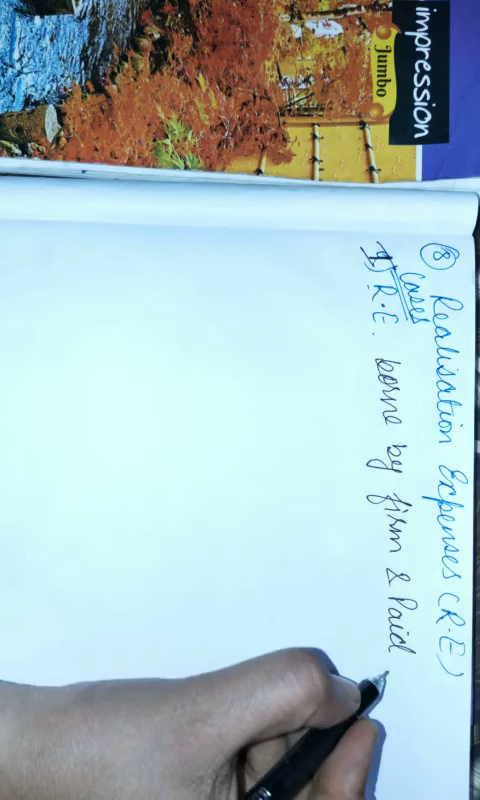 impression
Jumbo
(8) Realisation Expenses (R.E)
Cases
1) R.E. borne by firm & Paid